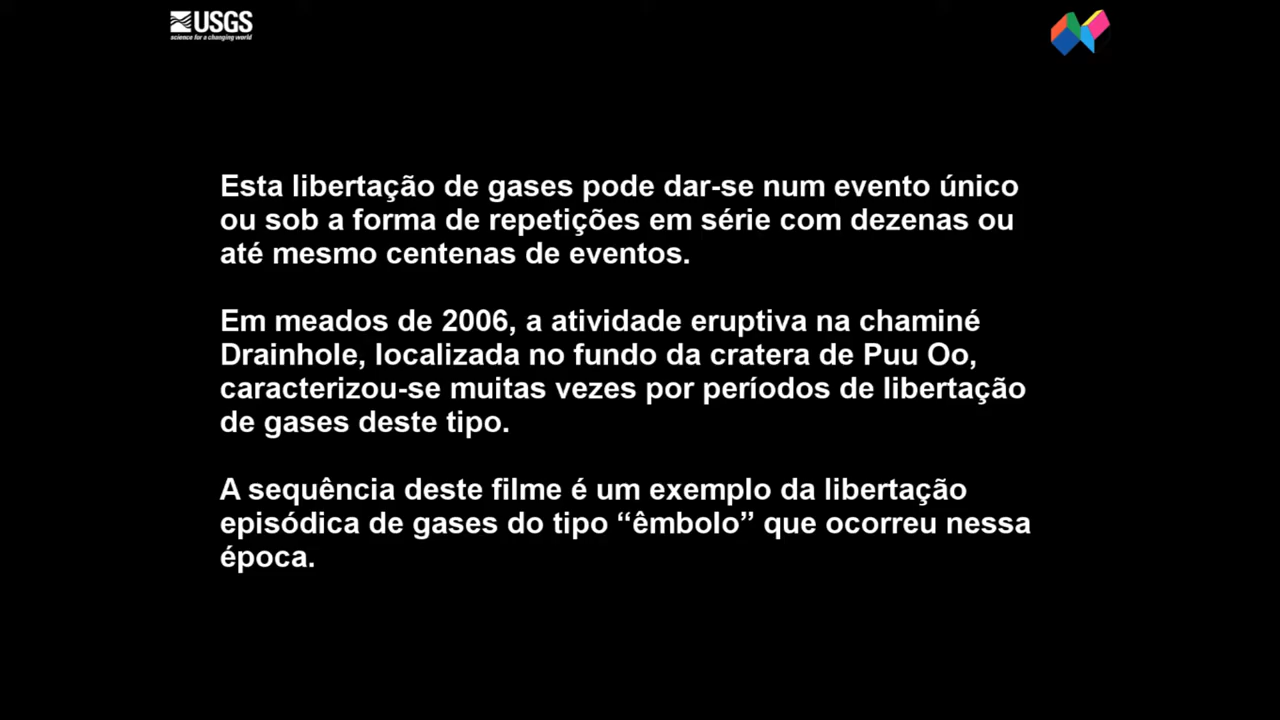 USGS
science for a changing world
Esta libertação de gases pode dar-se num evento único
ou sob a forma de repetições em série com dezenas ou
até mesmo centenas de eventos.
Em meados de 2006, a atividade eruptiva na chaminé
Drainhole, localizada no fundo da cratera de Puu Oo,
caracterizou-se muitas vezes por períodos de libertação
de gases deste tipo.
A sequência deste filme é um exemplo da libertação
episódica de gases do tipo “êmbolo” que ocorreu nessa
época.